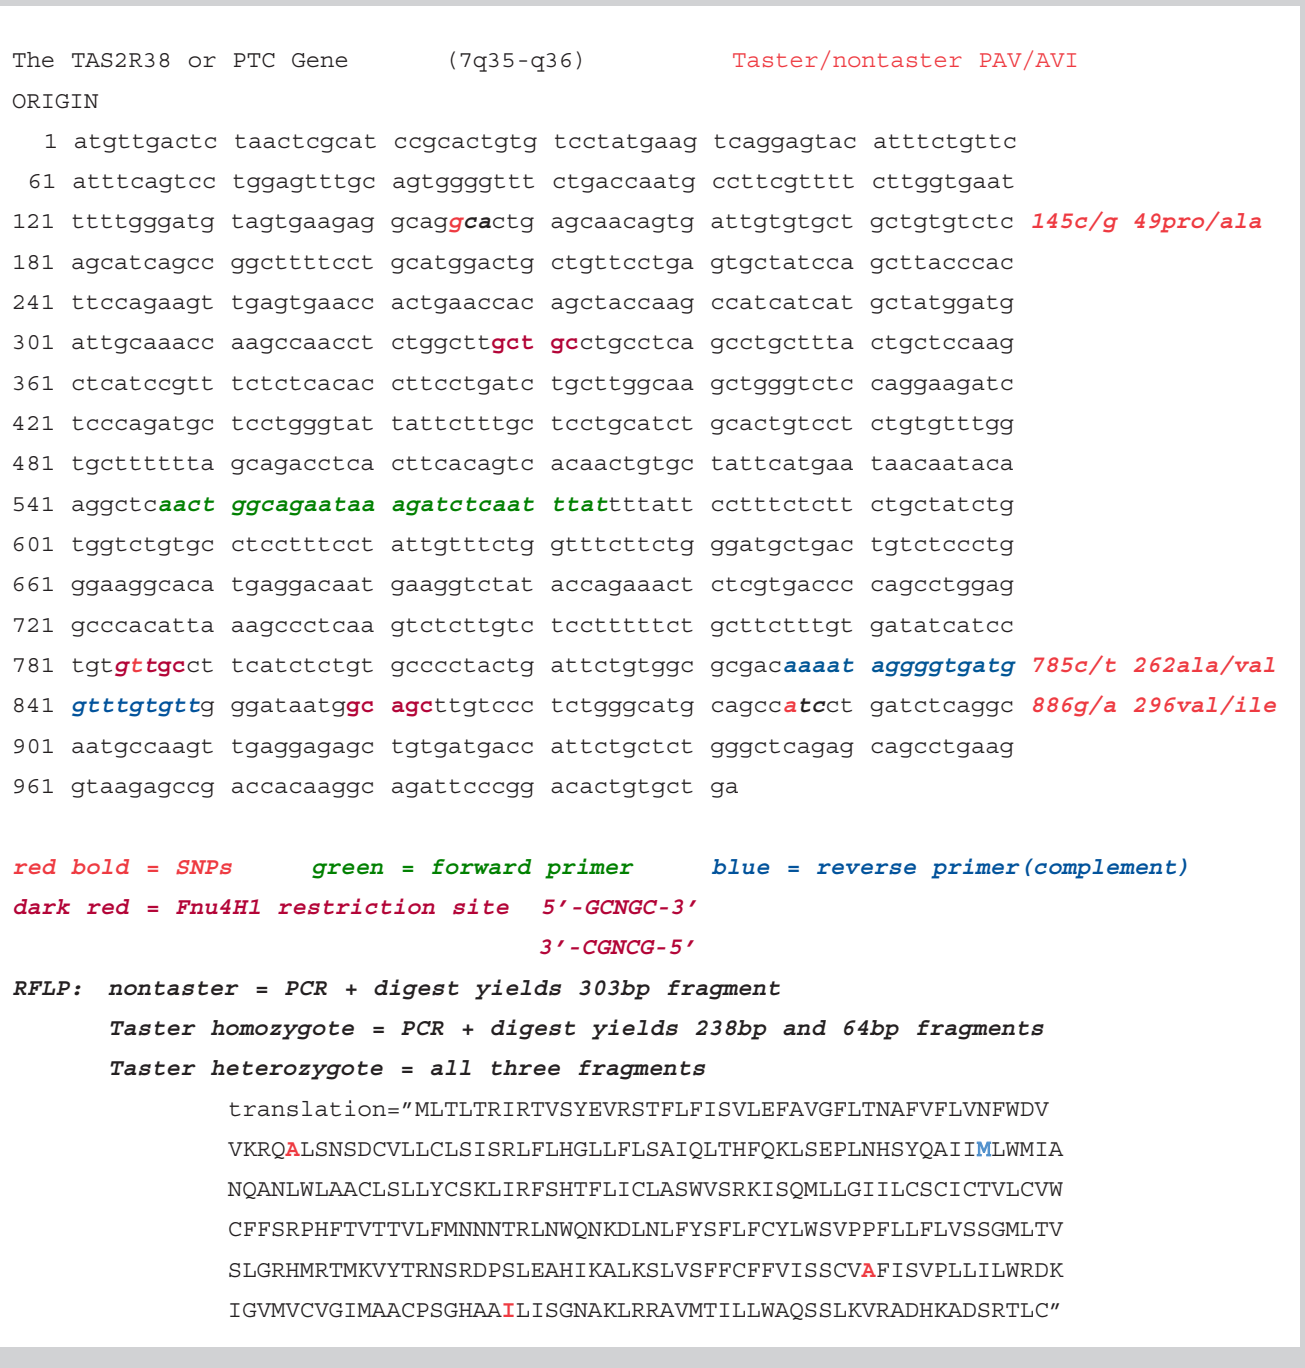 The TAS2R38 or PTC Gene (7q35-q36) Taster/nontaster PAV/AVI
ORIGIN
1 atgttgactc taactcgcat ccgcactgtg tcctatgaag tcaggagtac atttctgttc
61 atttcagtcc tggagtttgc agtggggttt ctgaccaatg ccttcgtttt cttggtgaat
121 ttttgggatg tagtgaagag gcaggcactg agcaacagtg attgtgtgct gctgtgtctc 145c/g 49pro/ala
181 agcatcagcc ggcttttcct gcatggactg ctgttcctga gtgctatcca gcttacccac
241 ttccagaagt tgagtgaacc actgaaccac agctaccaag ccatcatcat gctatggatg
301 attgcaaacc aagccaacct ctggcttgct gcctgcctca gcctgcttta ctgctccaag
361 ctcatccgtt tctctcacac cttcctgatc tgcttggcaa gctgggtctc caggaagatc
421 tcccagatgc tcctgggtat tattctttgc tcctgcatct gcactgtcct ctgtgtttgg
481 tgctttttta gcagacctca cttcacagtc acaactgtgc tattcatgaa taacaataca
541 aggctcaact ggcagaataa agatctcaat ttattttatt cctttctctt ctgctatctg
601 tggtctgtgc ctcctttcct attgtttctg gtttcttctg ggatgctgac tgtctccctg
661 ggaaggcaca tgaggacaat gaaggtctat accagaaact ctcgtgaccc cagcctggag
721 gcccacatta aagccctcaa gtctcttgtc tcctttttct gcttctttgt gatatcatcc
781 tgtgttgcct tcatctctgt gcccctactg attctgtggc gcgacaaaat aggggtgatg 785c/t 262ala/val
841 gtttgtgttg ggataatggc agcttgtccc tctgggcatg cagccatcct gatctcaggc 886g/a 296val/ile
901 aatgccaagt tgaggagagc tgtgatgacc attctgctct gggctcagag cagcctgaag
961 gtaagagccg accacaaggc agattcccgg acactgtgct ga
red bold = SNPs green = forward primer blue = reverse primer(complement)
dark red = Fnu4H1 restriction site 5’-GCNGC-3’
3’-CGNCG-5’
RFLP: nontaster = PCR + digest yields 303bp fragment
Taster homozygote = PCR + digest yields 238bp and 64bp fragments
Taster heterozygote = all three fragments
translation=”MLTLTRIRTVSYEVRSTFLFISVLEFAVGFLTNAFVFLVNFWDV
VKRQALSNSDCVLLCLSISRLFLHGLLFLSAIQLTHFQKLSEPLNHSYQAIIMLWMIA
NQANLWLAACLSLLYCSKLIRFSHTFLICLASWVSRKISQMLLGIILCSCICTVLCVW
CFFSRPHFTVTTVLFMNNNTRLNWQNKDLNLFYSFLFCYLWSVPPFLLFLVSSGMLTV
SLGRHMRTMKVYTRNSRDPSLEAHIKALKSLVSFFCFFVISSCVAFISVPLLILWRDK
IGVMVCVGIMAACPSGHAAILISGNAKLRRAVMTILLWAQSSLKVRADHKADSRTLC”